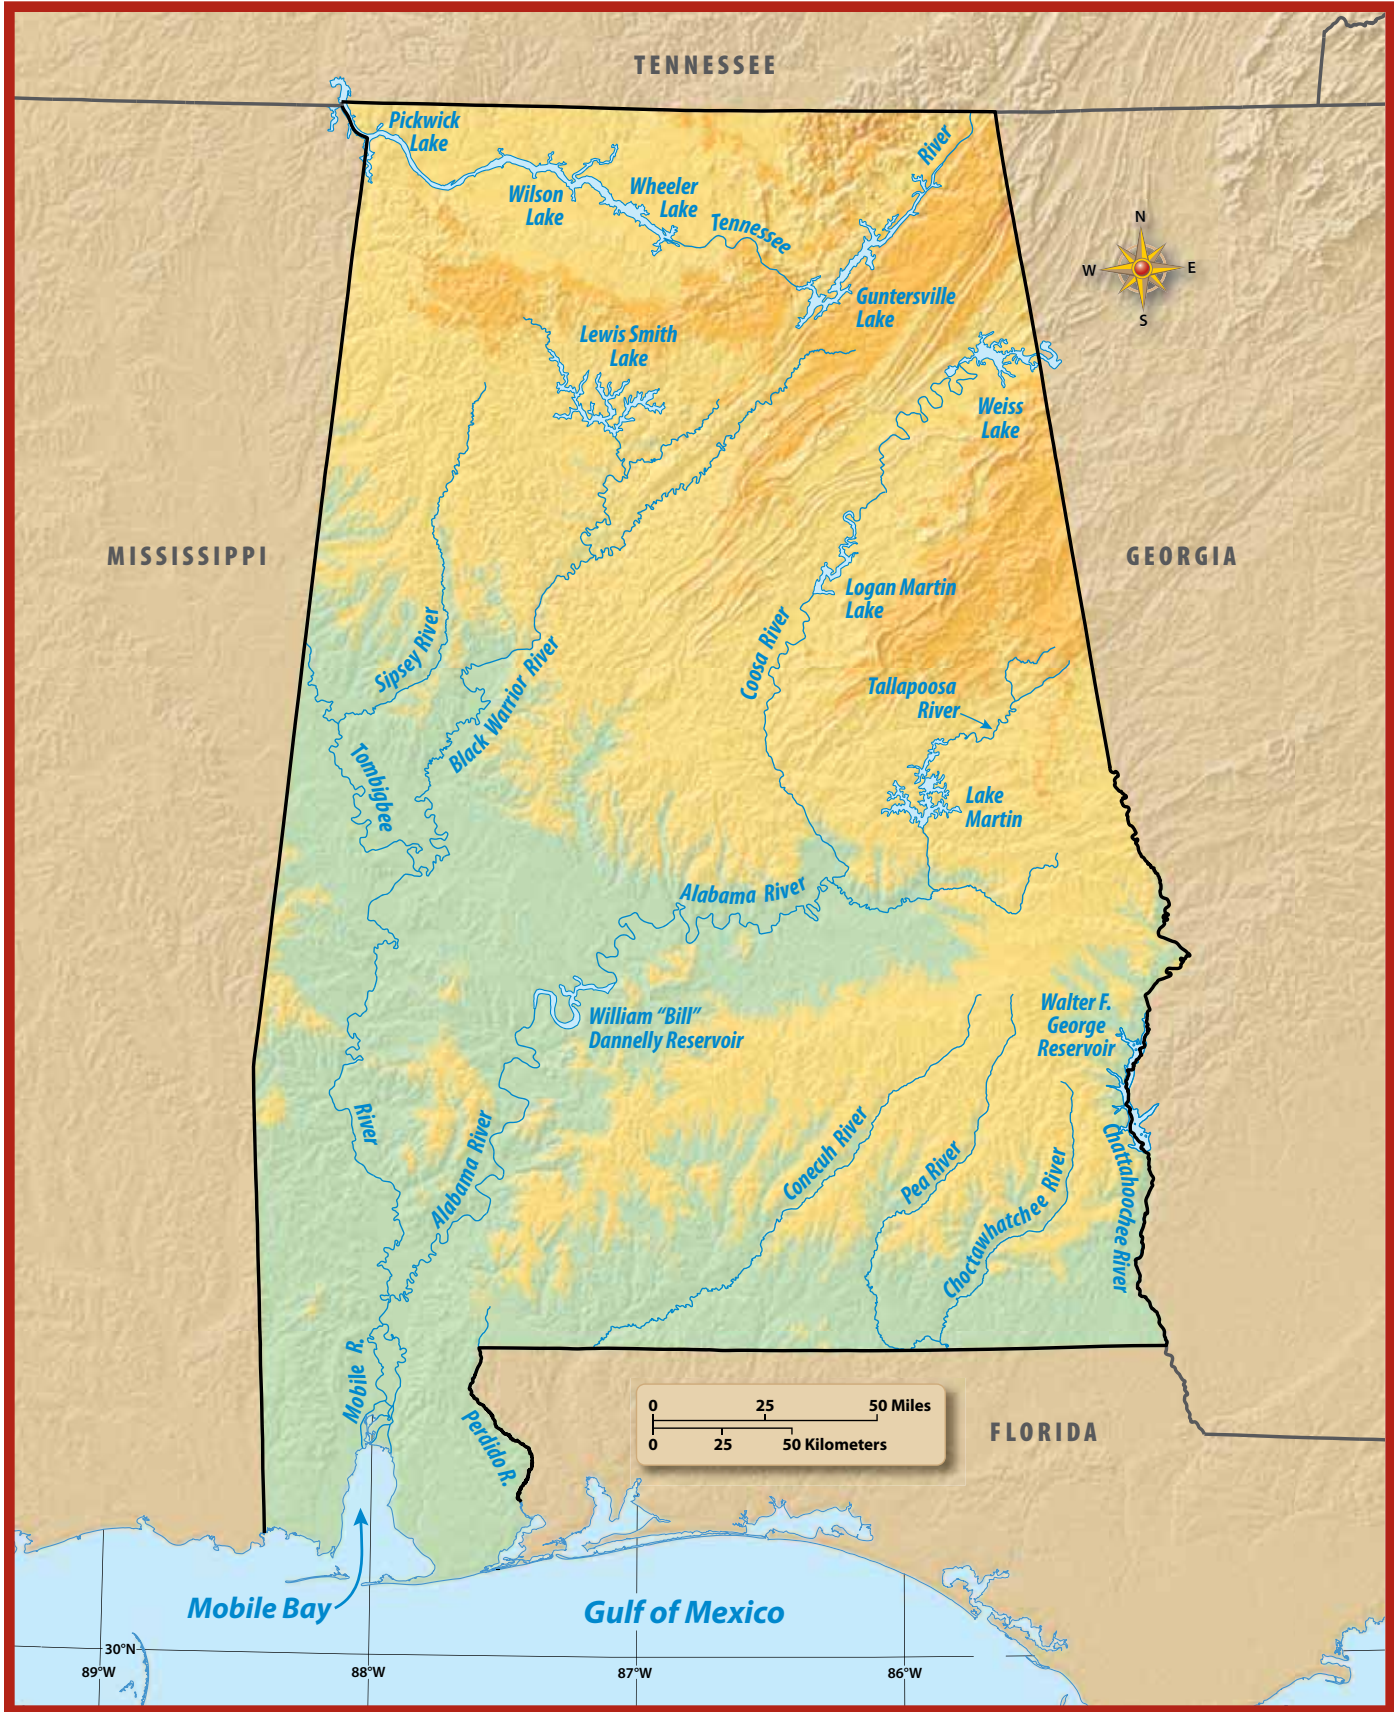 TENNESSEE
Pickwick
Lake
River
Wilson
Lake
Wheeler
Lake
Tennessee
N
W
E
S
Guntersville
Lake
Lewis Smith
Lake
Weiss
Lake
MISSISSIPPI
GEORGIA
Logan Martin
Lake
Sipsey River
Black Warrior River
Coosa River
Tallapoosa
River
Tombigbee
Lake
Martin
Alabama River
William “Bill”
Dannelly Reservoir
Walter F.
George
Reservoir
River
Alabama River
Conecuh River
Pea River
Choctawhatchee River
Chattahoochee River
Mobile R.
Perdido R.
0 25 50 Miles
0 25 50 Kilometers
FLORIDA
Mobile Bay
Gulf of Mexico
30°N
89°W
88°W
87°W
86°W